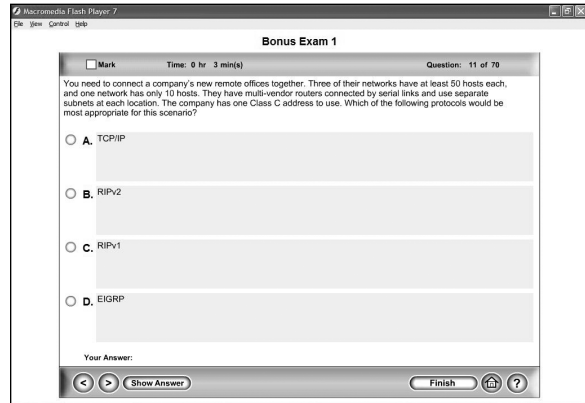 Macromedia Flash Player 7
File View Control Help
Bonus Exam 1
Mark Time: 0 hr 3 min(s) Question: 11 of 70
You need to connect a company's new remote offices together. Three of their networks have at least 50 hosts each,
and one network has only 10 hosts. They have multi-vendor routers connected by serial links and use separate
subnets at each location. The company has one Class C address to use. Which of the following protocols would be
most appropriate for this scenario?
A. TCP/IP
B. RIPv2
C. RIPv1
D. EIGRP
Your Answer:
< > Show Answer Finish ?